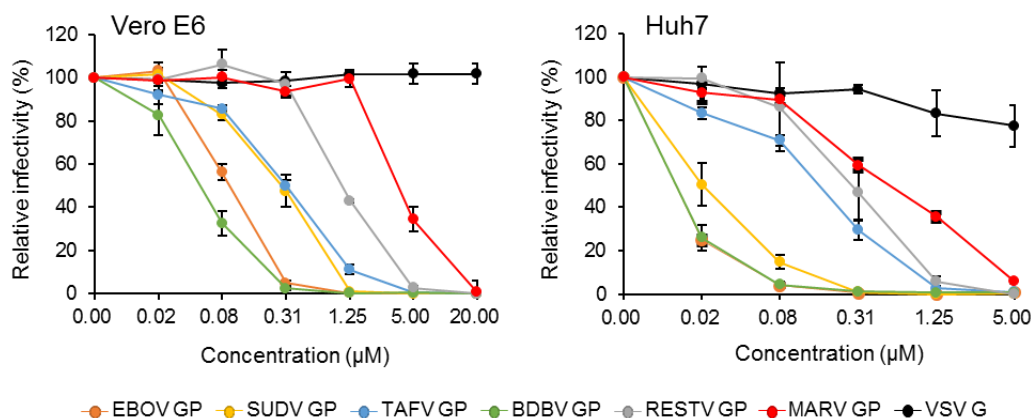 Vero E6
Relative infectivity (%)
120
100
80
60
40
20
0
0.00 0.02 0.08 0.31 1.25 5.00 20.00
Concentration (µM)
Huh7
Relative infectivity (%)
120
100
80
60
40
20
0
0.00 0.02 0.08 0.31 1.25 5.00
Concentration (µM)
EBOV GP SUDV GP TAFV GP BDBV GP RESTV GP MARV GP VSV G